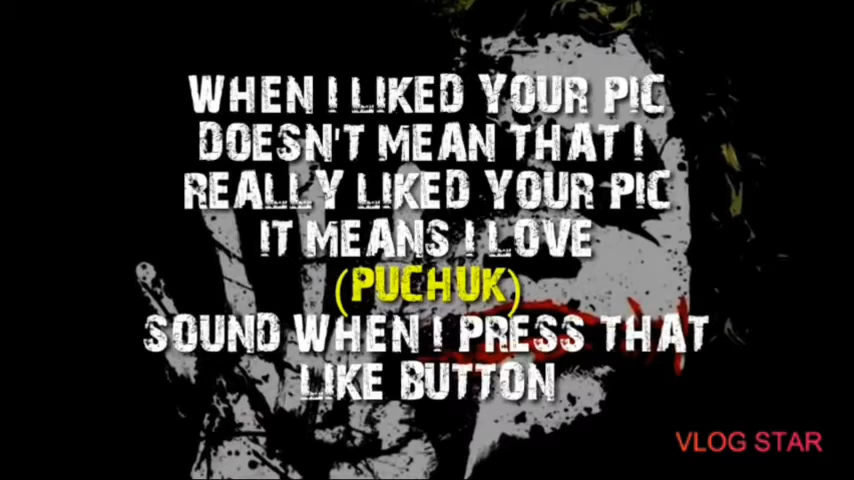 WHEN I LIKED YOUR PIC
DOESN'T MEAN THAT I
REALLY LIKED YOUR PIC
IT MEANS I LOVE
(PUCHUK)
SOUND WHEN I PRESS THAT
LIKE BUTTON
VLOG STAR